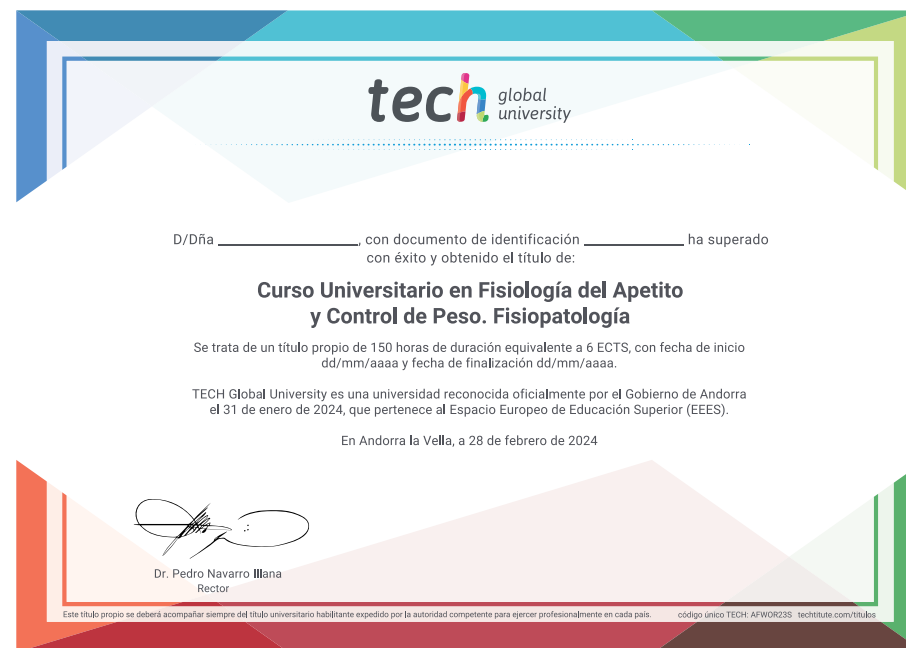 tech global university
D/Dña ____________, con documento de identificación ____________ ha superado
con éxito y obtenido el título de:
Curso Universitario en Fisiología del Apetito
y Control de Peso. Fisiopatología
Se trata de un título propio de 150 horas de duración equivalente a 6 ECTS, con fecha de inicio
dd/mm/aaaa y fecha de finalización dd/mm/aaaa.
TECH Global University es una universidad reconocida oficialmente por el Gobierno de Andorra
el 31 de enero de 2024, que pertenece al Espacio Europeo de Educación Superior (EEES).
En Andorra la Vella, a 28 de febrero de 2024
Dr. Pedro Navarro Illana
Rector
Este título propio se deberá acompañar siempre del título universitario habilitante expedido por la autoridad competente para ejercer profesionalmente en cada país. código único TECH: AFWOR23S techtitute.com/titulos